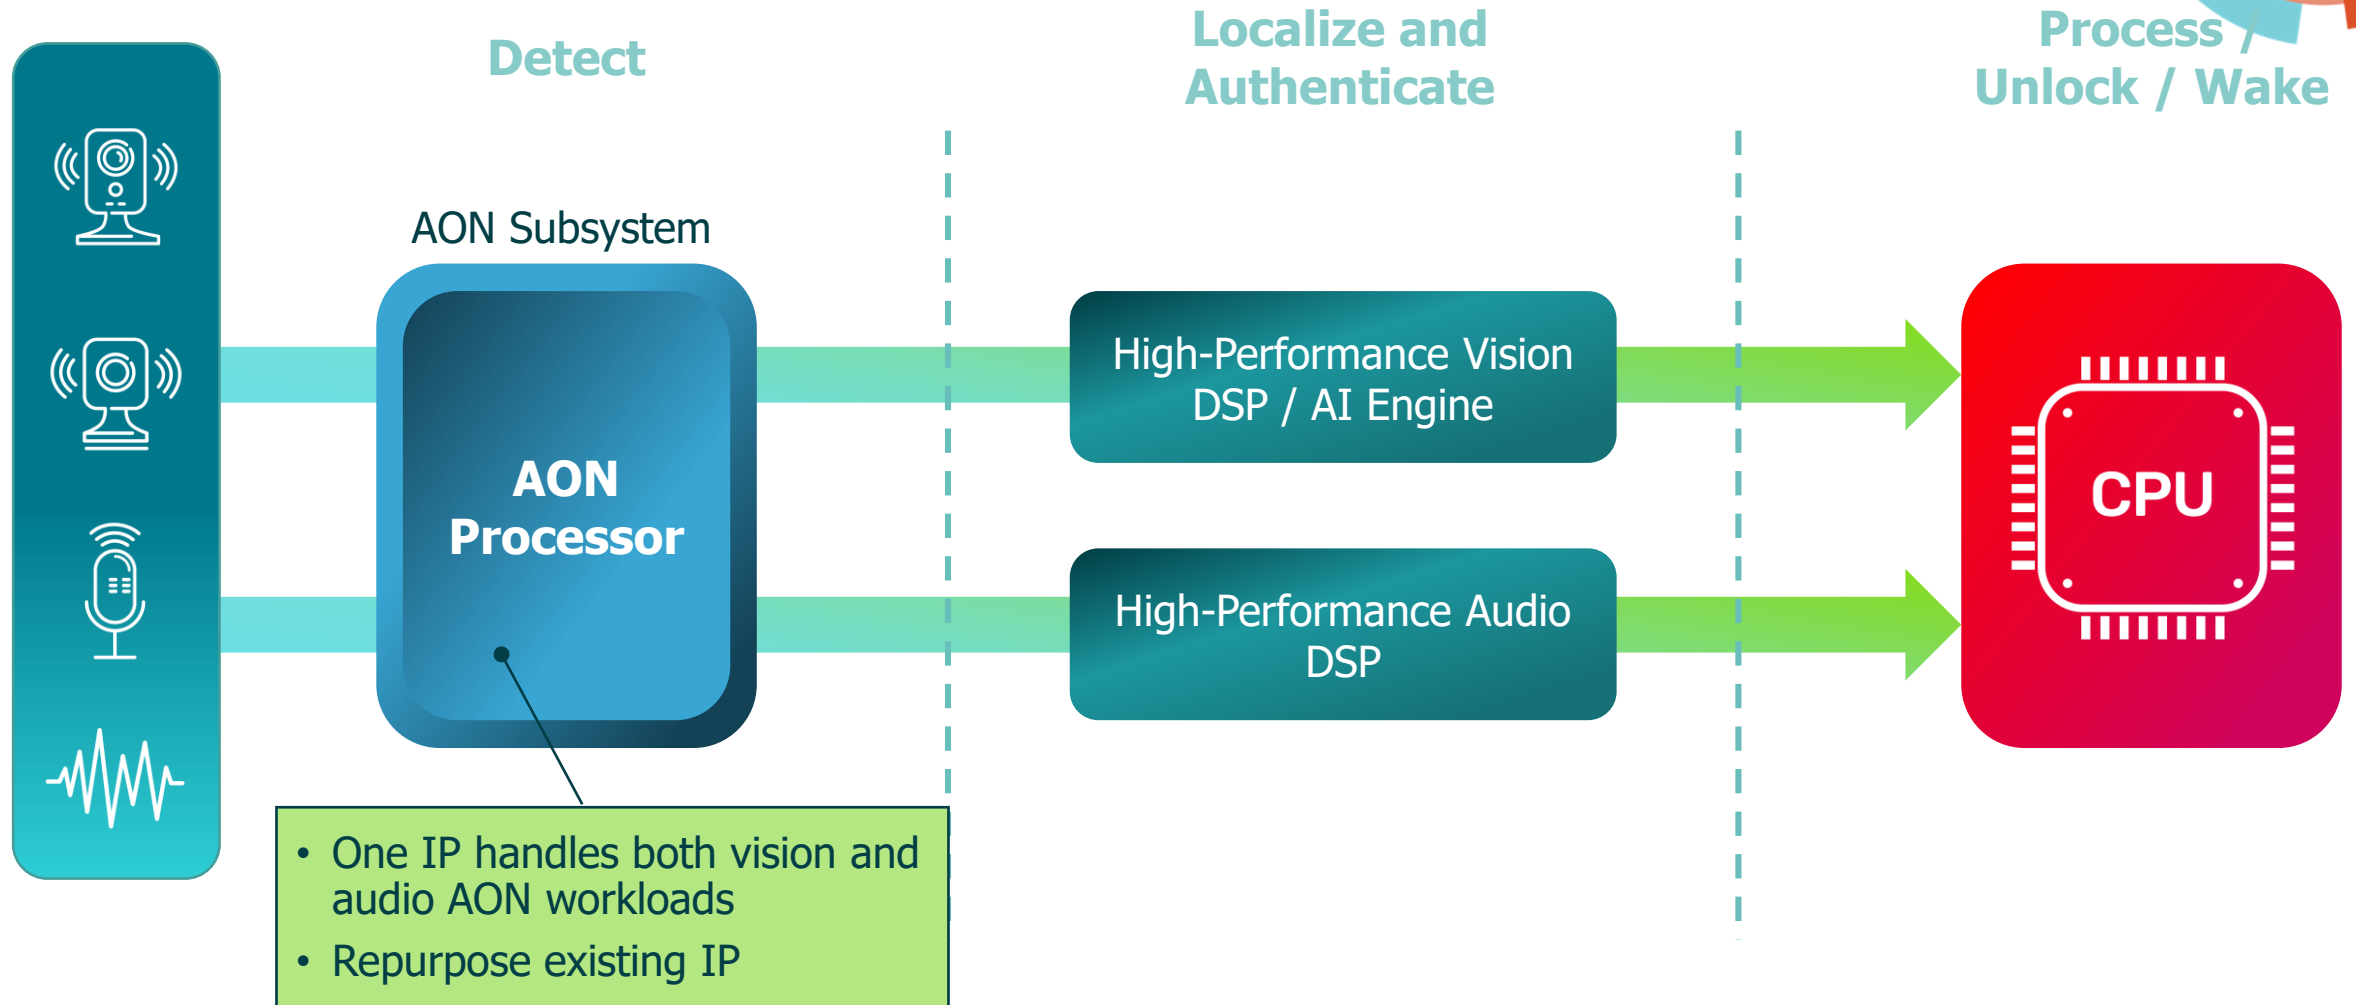 Detect
Localize and
Authenticate
Process /
Unlock / Wake
AON Subsystem
AON
Processor
High-Performance Vision
DSP / AI Engine
High-Performance Audio
DSP
CPU
• One IP handles both vision and
audio AON workloads
• Repurpose existing IP